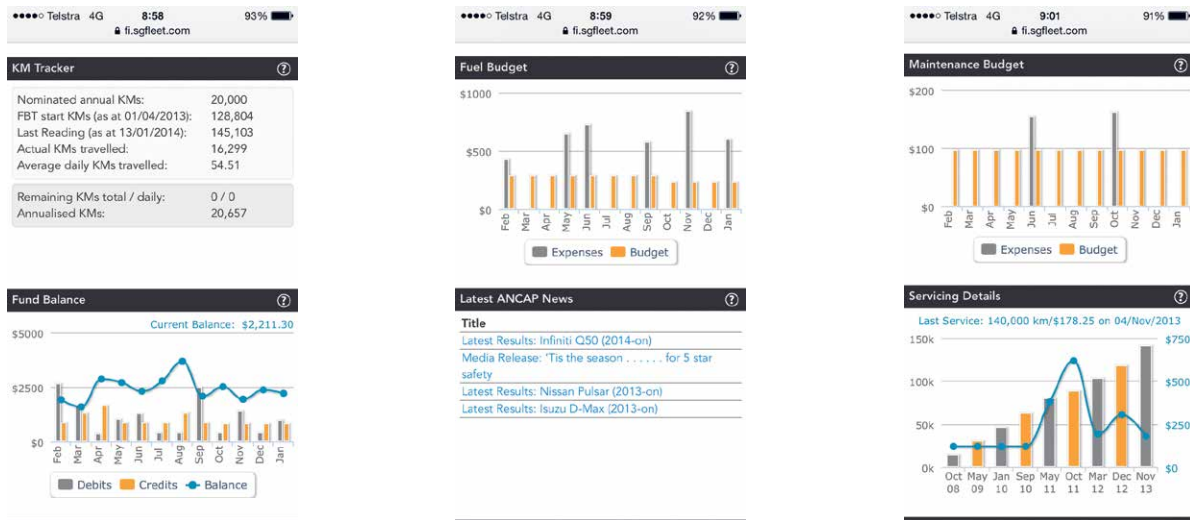 Telstra 4G 8:58 93%
fi.sgfleet.com
KM Tracker ?
Nominated annual KMs: 20,000
FBT start KMs (as at 01/04/2013): 128,804
Last Reading (as at 13/01/2014): 145,103
Actual KMs travelled: 16,299
Average daily KMs travelled: 54.51
Remaining KMs total / daily: 0 / 0
Annualised KMs: 20,657
Fund Balance ?
Current Balance: $2,211.30
$5000
$2500
$0
Feb Mar Apr May Jun Jul Aug Sep Oct Nov Dec Jan
Debits Credits Balance
Telstra 4G 8:59 92%
fi.sgfleet.com
Fuel Budget ?
$1000
$500
$0
Feb Mar Apr May Jun Jul Aug Sep Oct Nov Dec Jan
Expenses Budget
Latest ANCAP News ?
Title
Latest Results: Infiniti Q50 (2014-on)
Media Release: 'Tis the season . . . . . . for 5 star
safety
Latest Results: Nissan Pulsar (2013-on)
Latest Results: Isuzu D-Max (2013-on)
Telstra 4G 9:01 91%
fi.sgfleet.com
Maintenance Budget ?
$200
$100
$0
Feb Mar Apr May Jun Jul Aug Sep Oct Nov Dec Jan
Expenses Budget
Servicing Details ?
Last Service: 140,000 km/$178.25 on 04/Nov/2013
150k $750
100k $500
50k $250
0k $0
Oct May Jan Sep May Oct Mar Dec Nov
08 09 10 10 11 11 12 12 13